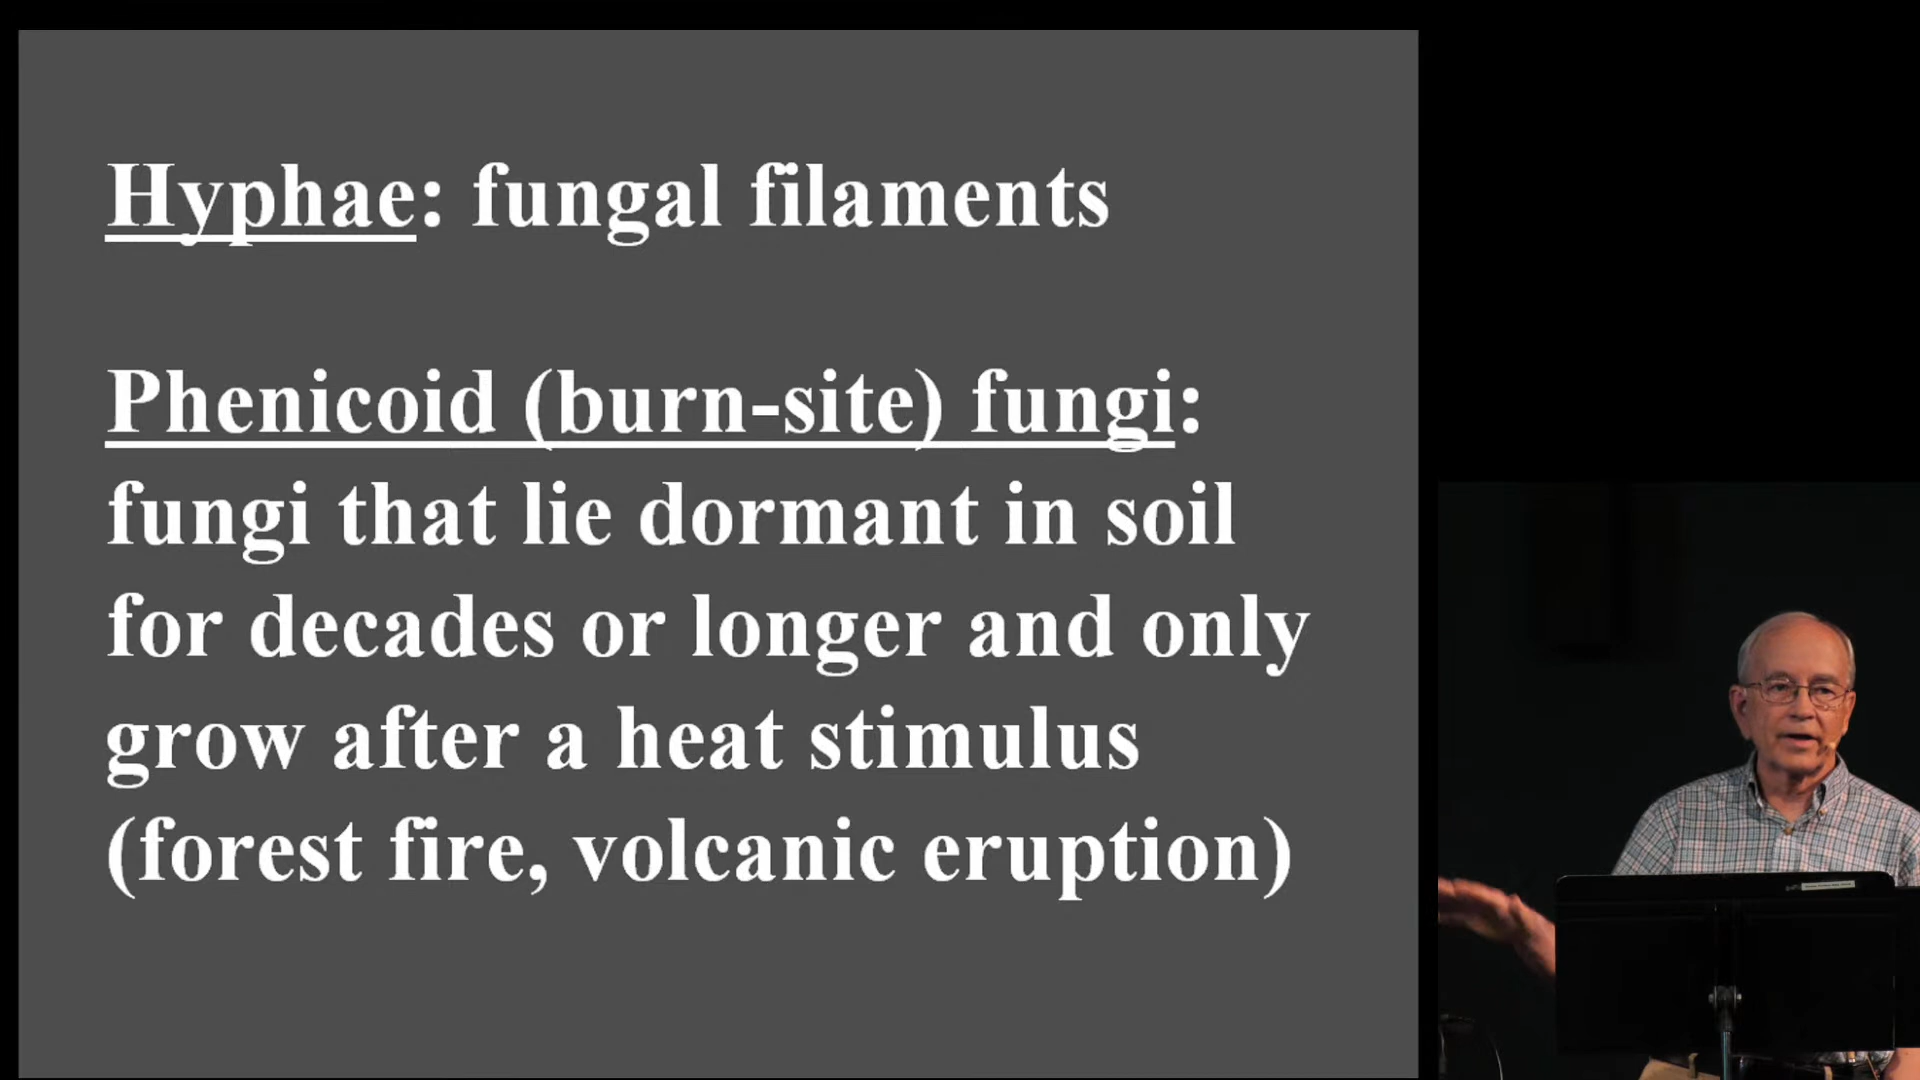 Hyphae: fungal filaments
Phenicoid (burn-site) fungi:
fungi that lie dormant in soil
for decades or longer and only
grow after a heat stimulus
(forest fire, volcanic eruption)